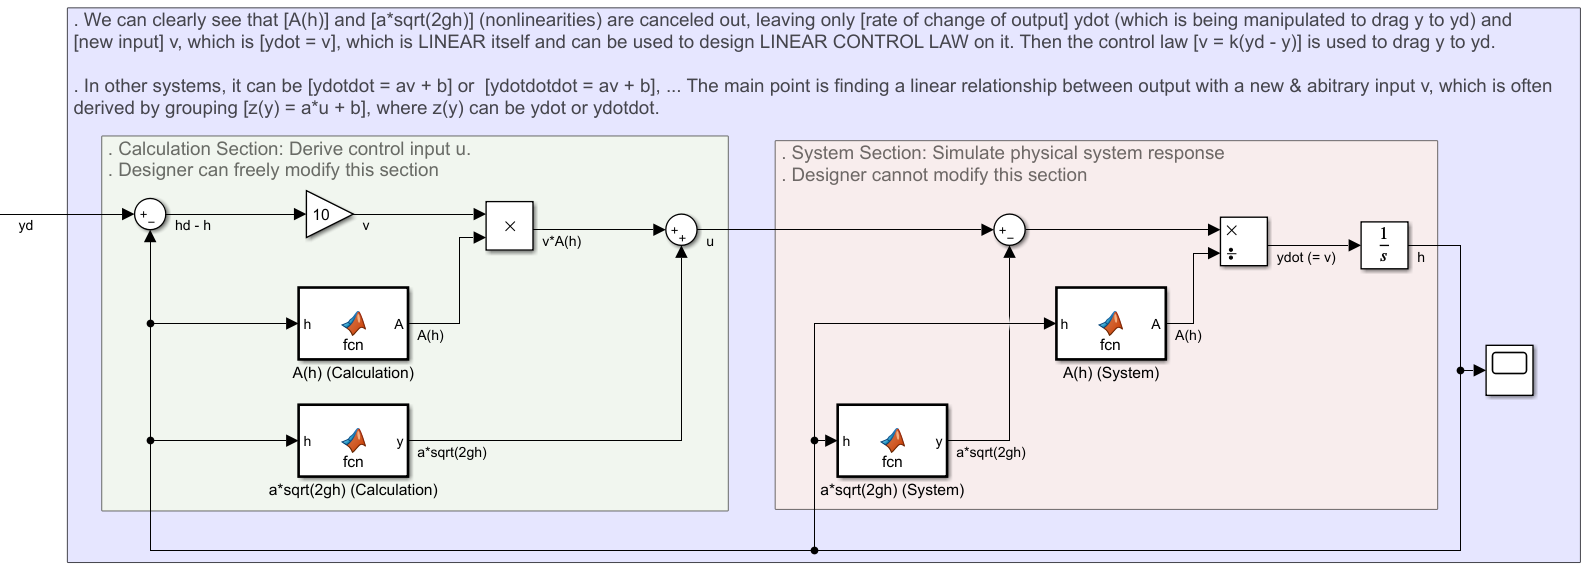 . We can clearly see that [A(h)] and [a*sqrt(2gh)] (nonlinearities) are canceled out, leaving only [rate of change of output] ydot (which is being manipulated to drag y to yd) and
[new input] v, which is [ydot = v], which is LINEAR itself and can be used to design LINEAR CONTROL LAW on it. Then the control law [v = k(yd - y)] is used to drag y to yd.
. In other systems, it can be [ydotdot = av + b] or  [ydotdotdot = av + b], ... The main point is finding a linear relationship between output with a new & abitrary input v, which is often
derived by grouping [z(y) = a*u + b], where z(y) can be ydot or ydotdot.
. Calculation Section: Derive control input u.
. Designer can freely modify this section
yd
+
−
hd - h
10
v
×
v*A(h)
+
+
u
h
A
fcn
A(h)
A(h) (Calculation)
h
y
fcn
a*sqrt(2gh)
a*sqrt(2gh) (Calculation)
. System Section: Simulate physical system response
. Designer cannot modify this section
+
−
×
÷
ydot (= v)
1
s
h
h
A
fcn
A(h)
A(h) (System)
h
y
fcn
a*sqrt(2gh)
a*sqrt(2gh) (System)